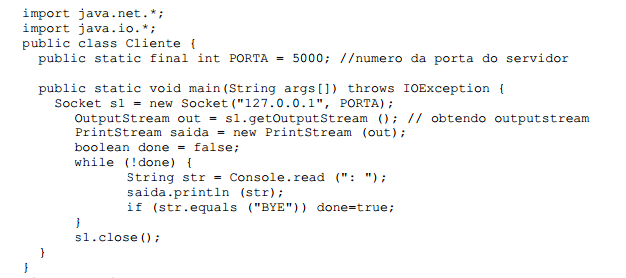 import java.net.*;
import java.io.*;
public class Cliente {
public static final int PORTA = 5000; //numero da porta do servidor
public static void main(String args[]) throws IOException {
Socket s1 = new Socket("127.0.0.1", PORTA);
OutputStream out = s1.getOutputStream (); // obtendo outputstream
PrintStream saida = new PrintStream (out);
boolean done = false;
while (!done) {
String str = Console.read (": ");
saida.println (str);
if (str.equals ("BYE")) done=true;
}
s1.close();
}
}